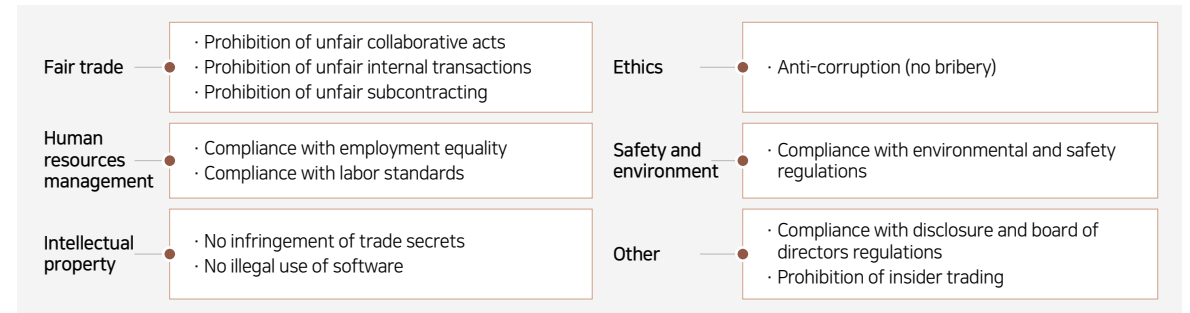 Fair trade
· Prohibition of unfair collaborative acts
· Prohibition of unfair internal transactions
· Prohibition of unfair subcontracting
Human
resources
management
· Compliance with employment equality
· Compliance with labor standards
Intellectual
property
· No infringement of trade secrets
· No illegal use of software
Ethics
· Anti-corruption (no bribery)
Safety and
environment
· Compliance with environmental and safety
regulations
Other
· Compliance with disclosure and board of
directors regulations
· Prohibition of insider trading